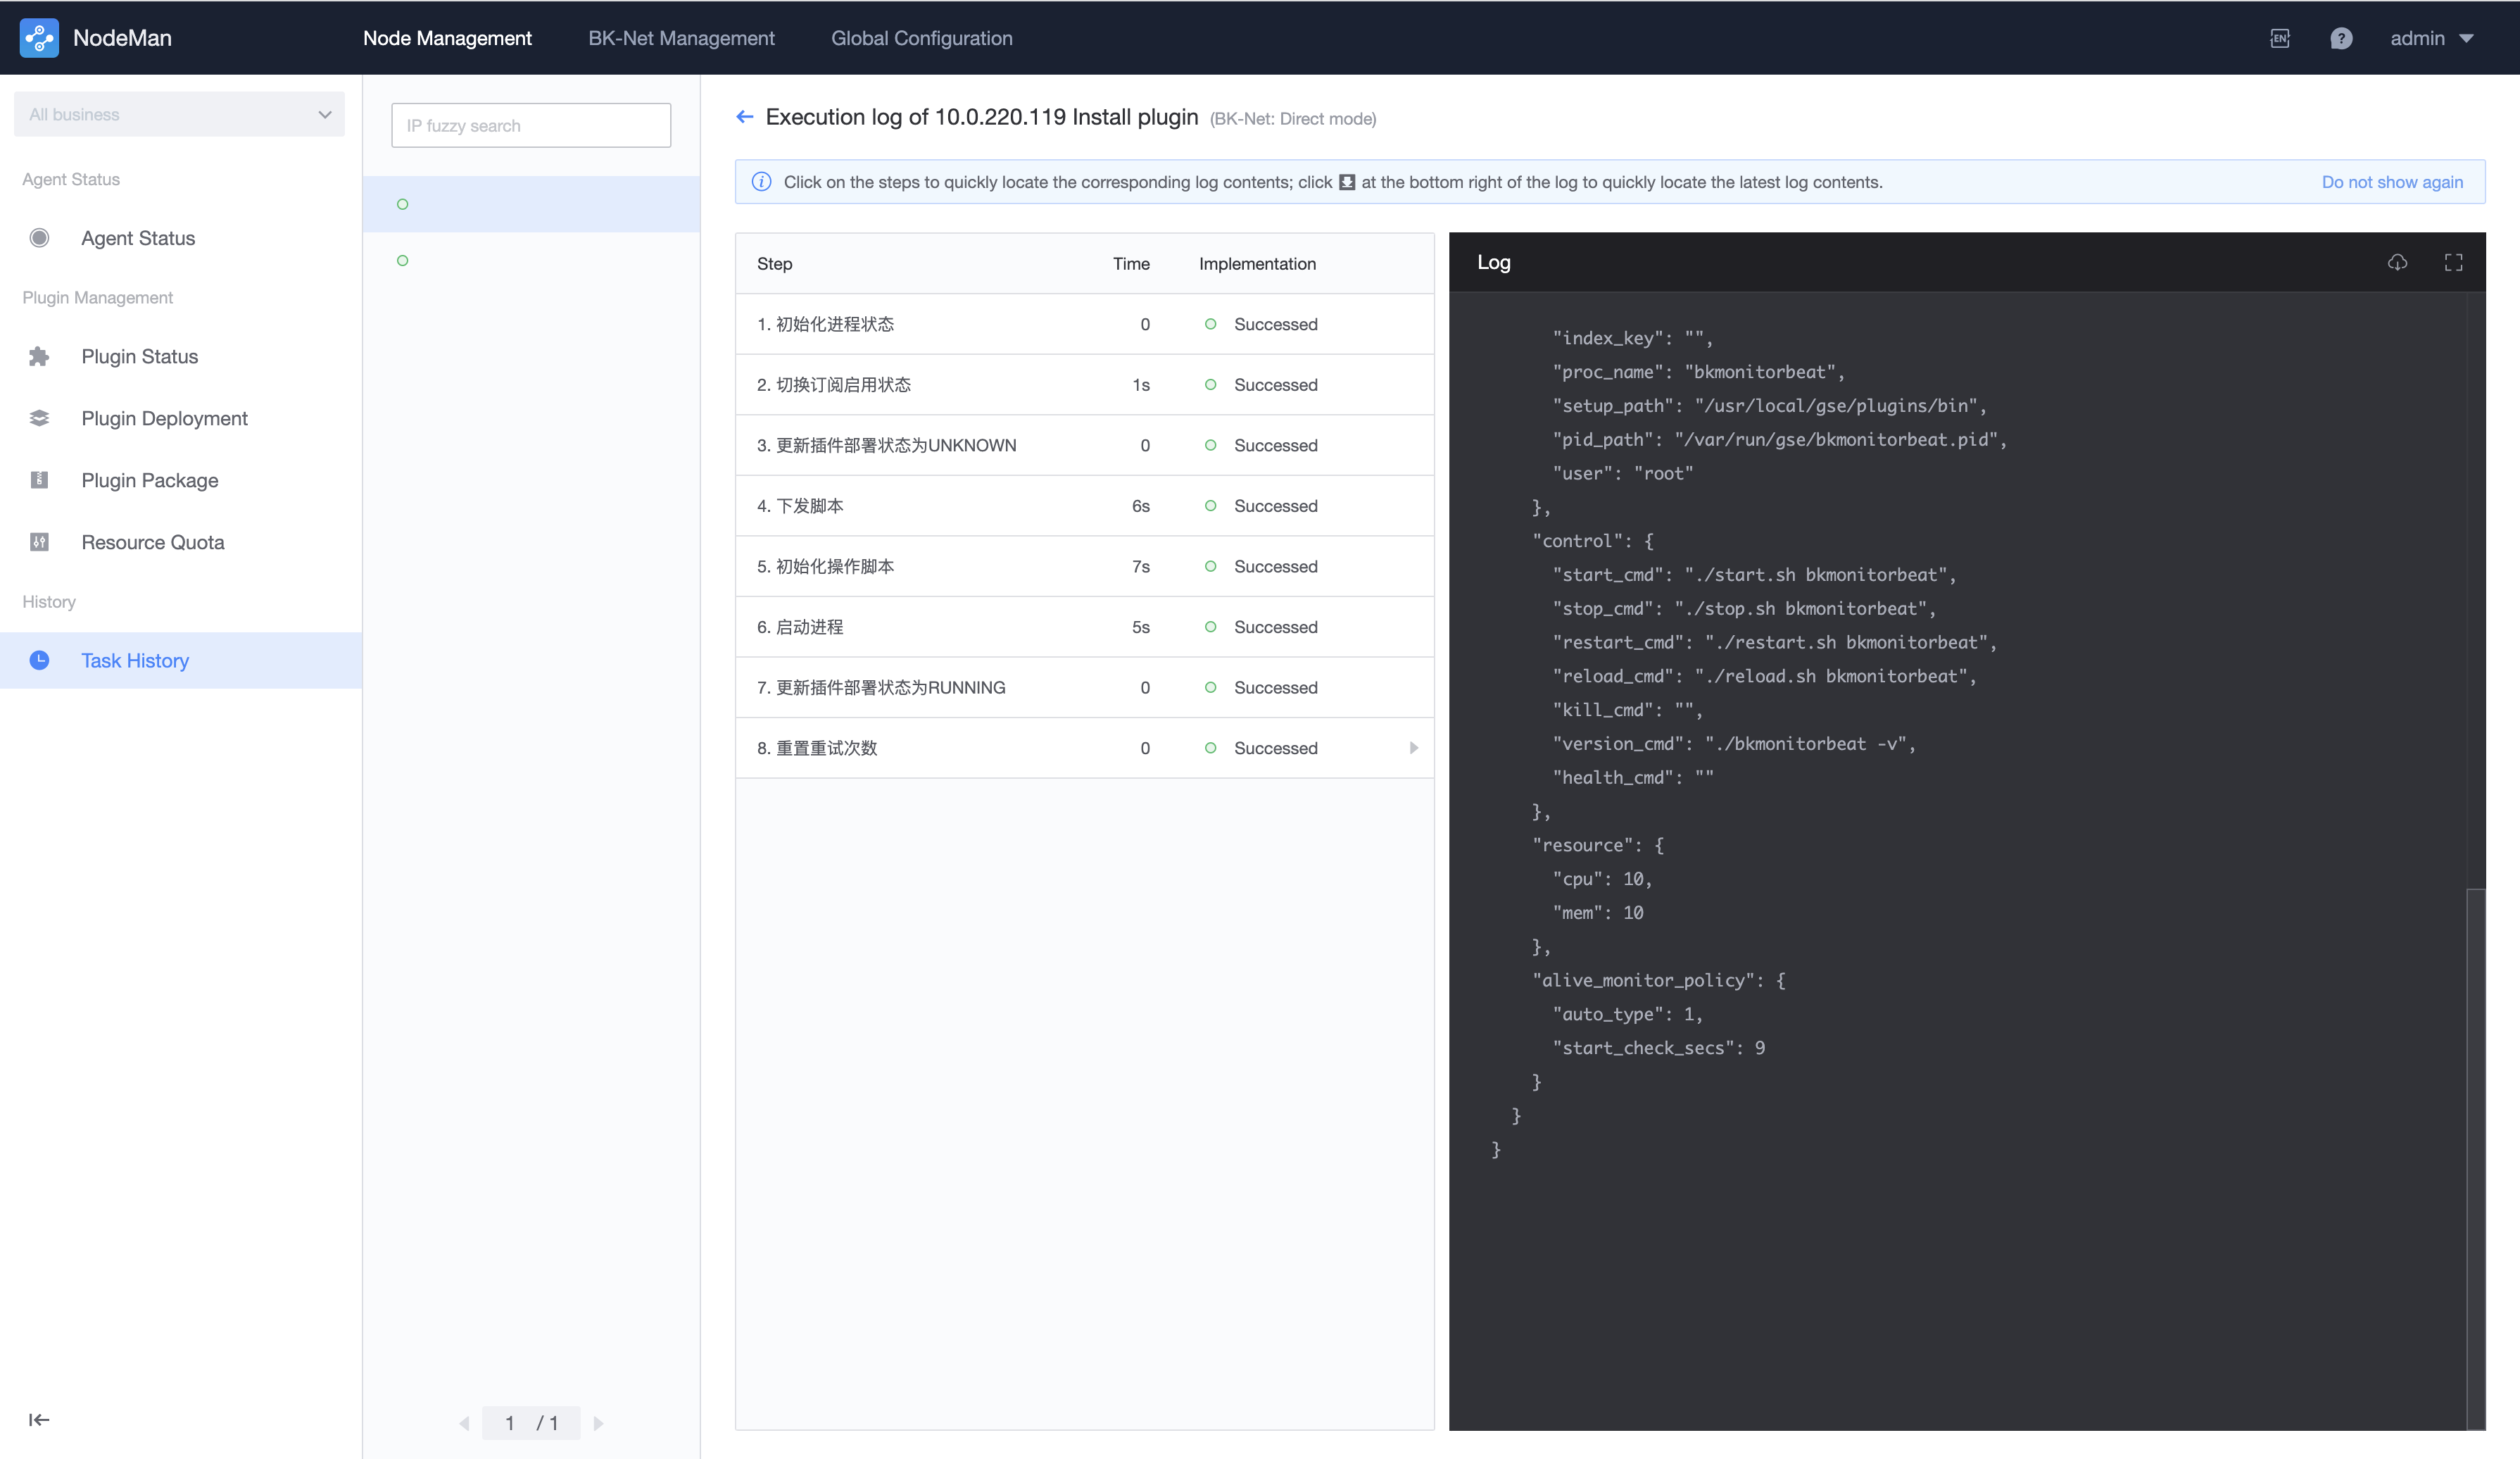 NodeMan
Node Management
BK-Net Management
Global Configuration
EN
?
admin
All business
Agent Status
Agent Status
Plugin Management
Plugin Status
Plugin Deployment
Plugin Package
Resource Quota
History
Task History
IP fuzzy search
1 / 1
Execution log of 10.0.220.119 Install plugin (BK-Net: Direct mode)
Click on the steps to quickly locate the corresponding log contents; click at the bottom right of the log to quickly locate the latest log contents.
Do not show again
Step Time Implementation
1. 初始化进程状态 0 Successed
2. 切换订阅启用状态 1s Successed
3. 更新插件部署状态为UNKNOWN 0 Successed
4. 下发脚本 6s Successed
5. 初始化操作脚本 7s Successed
6. 启动进程 5s Successed
7. 更新插件部署状态为RUNNING 0 Successed
8. 重置重试次数 0 Successed
Log
"index_key": "",
"proc_name": "bkmonitorbeat",
"setup_path": "/usr/local/gse/plugins/bin",
"pid_path": "/var/run/gse/bkmonitorbeat.pid",
"user": "root"
},
"control": {
"start_cmd": "./start.sh bkmonitorbeat",
"stop_cmd": "./stop.sh bkmonitorbeat",
"restart_cmd": "./restart.sh bkmonitorbeat",
"reload_cmd": "./reload.sh bkmonitorbeat",
"kill_cmd": "",
"version_cmd": "./bkmonitorbeat -v",
"health_cmd": ""
},
"resource": {
"cpu": 10,
"mem": 10
},
"alive_monitor_policy": {
"auto_type": 1,
"start_check_secs": 9
}
}
}